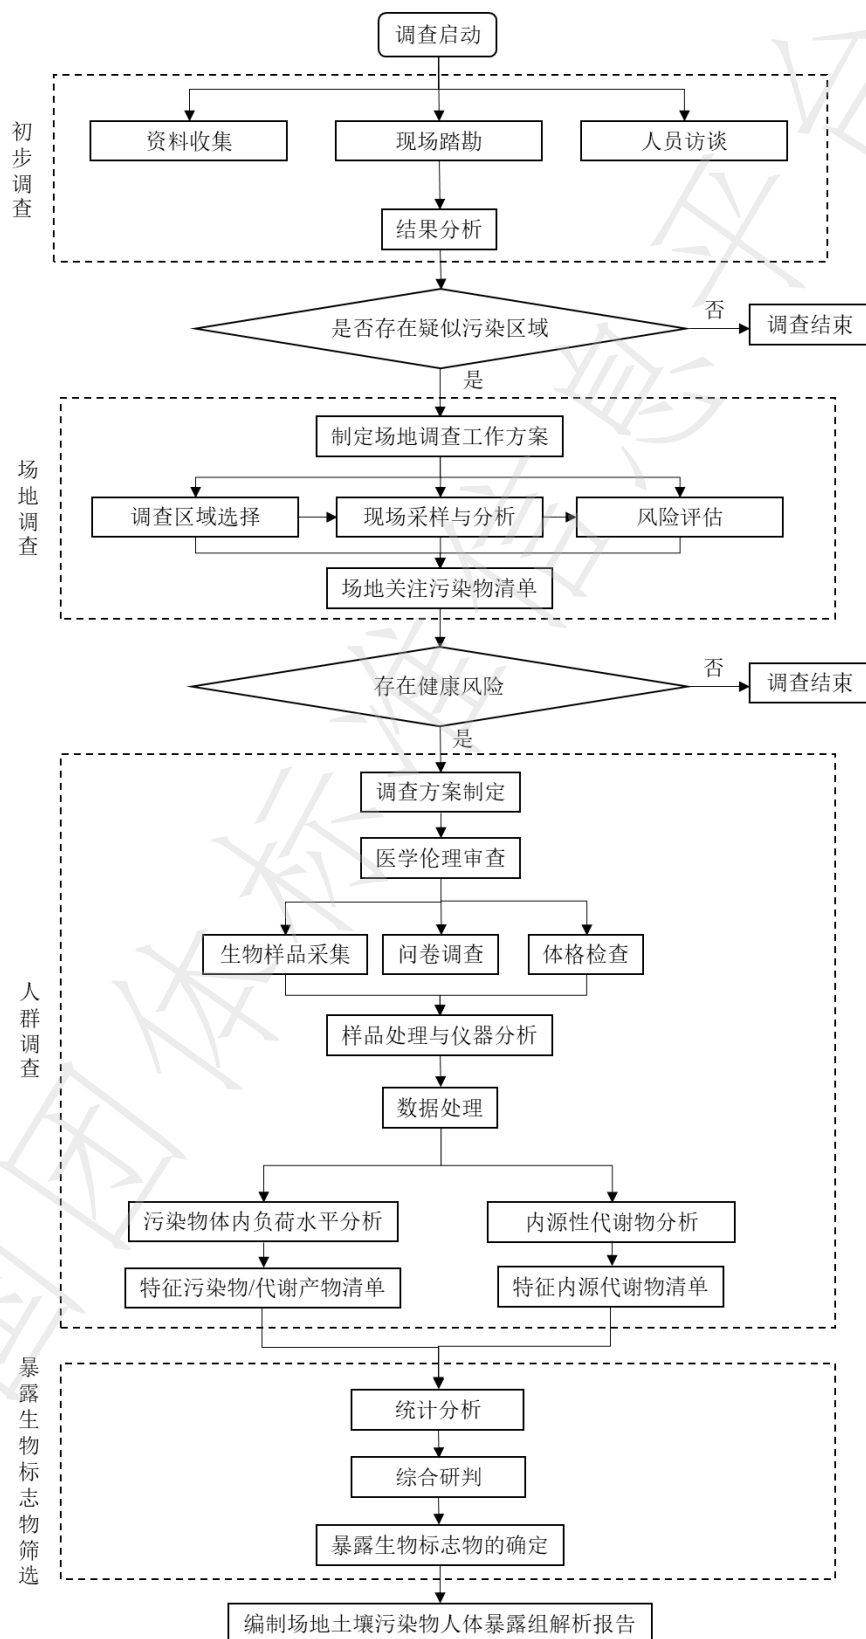 调查启动
初步调查
资料收集
现场踏勘
人员访谈
结果分析
是否存在疑似污染区域
否
调查结束
是
场地调查
制定场地调查工作方案
调查区域选择
现场采样与分析
风险评估
场地关注污染物清单
存在健康风险
否
调查结束
是
人群调查
调查方案制定
医学伦理审查
生物样品采集
问卷调查
体格检查
样品处理与仪器分析
数据处理
污染物体内负荷水平分析
内源性代谢物分析
特征污染物/代谢产物清单
特征内源代谢物清单
暴露生物标志物筛选
统计分析
综合研判
暴露生物标志物的确定
编制场地土壤污染物人体暴露组解析报告
国团体标准信息平台